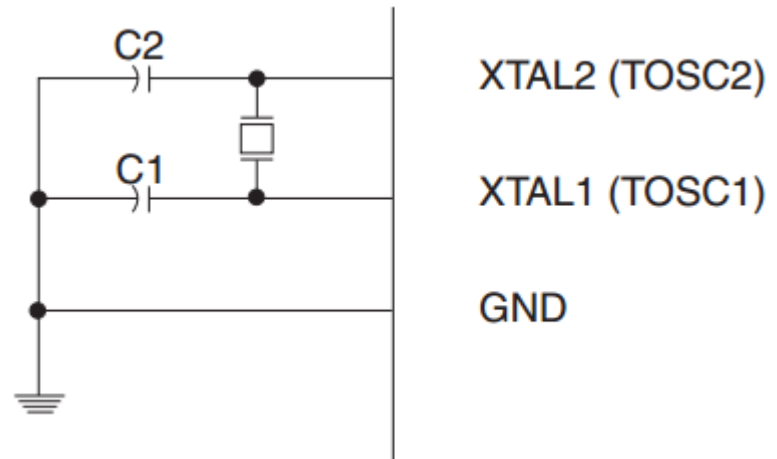 C2
XTAL2 (TOSC2)
C1
XTAL1 (TOSC1)
GND